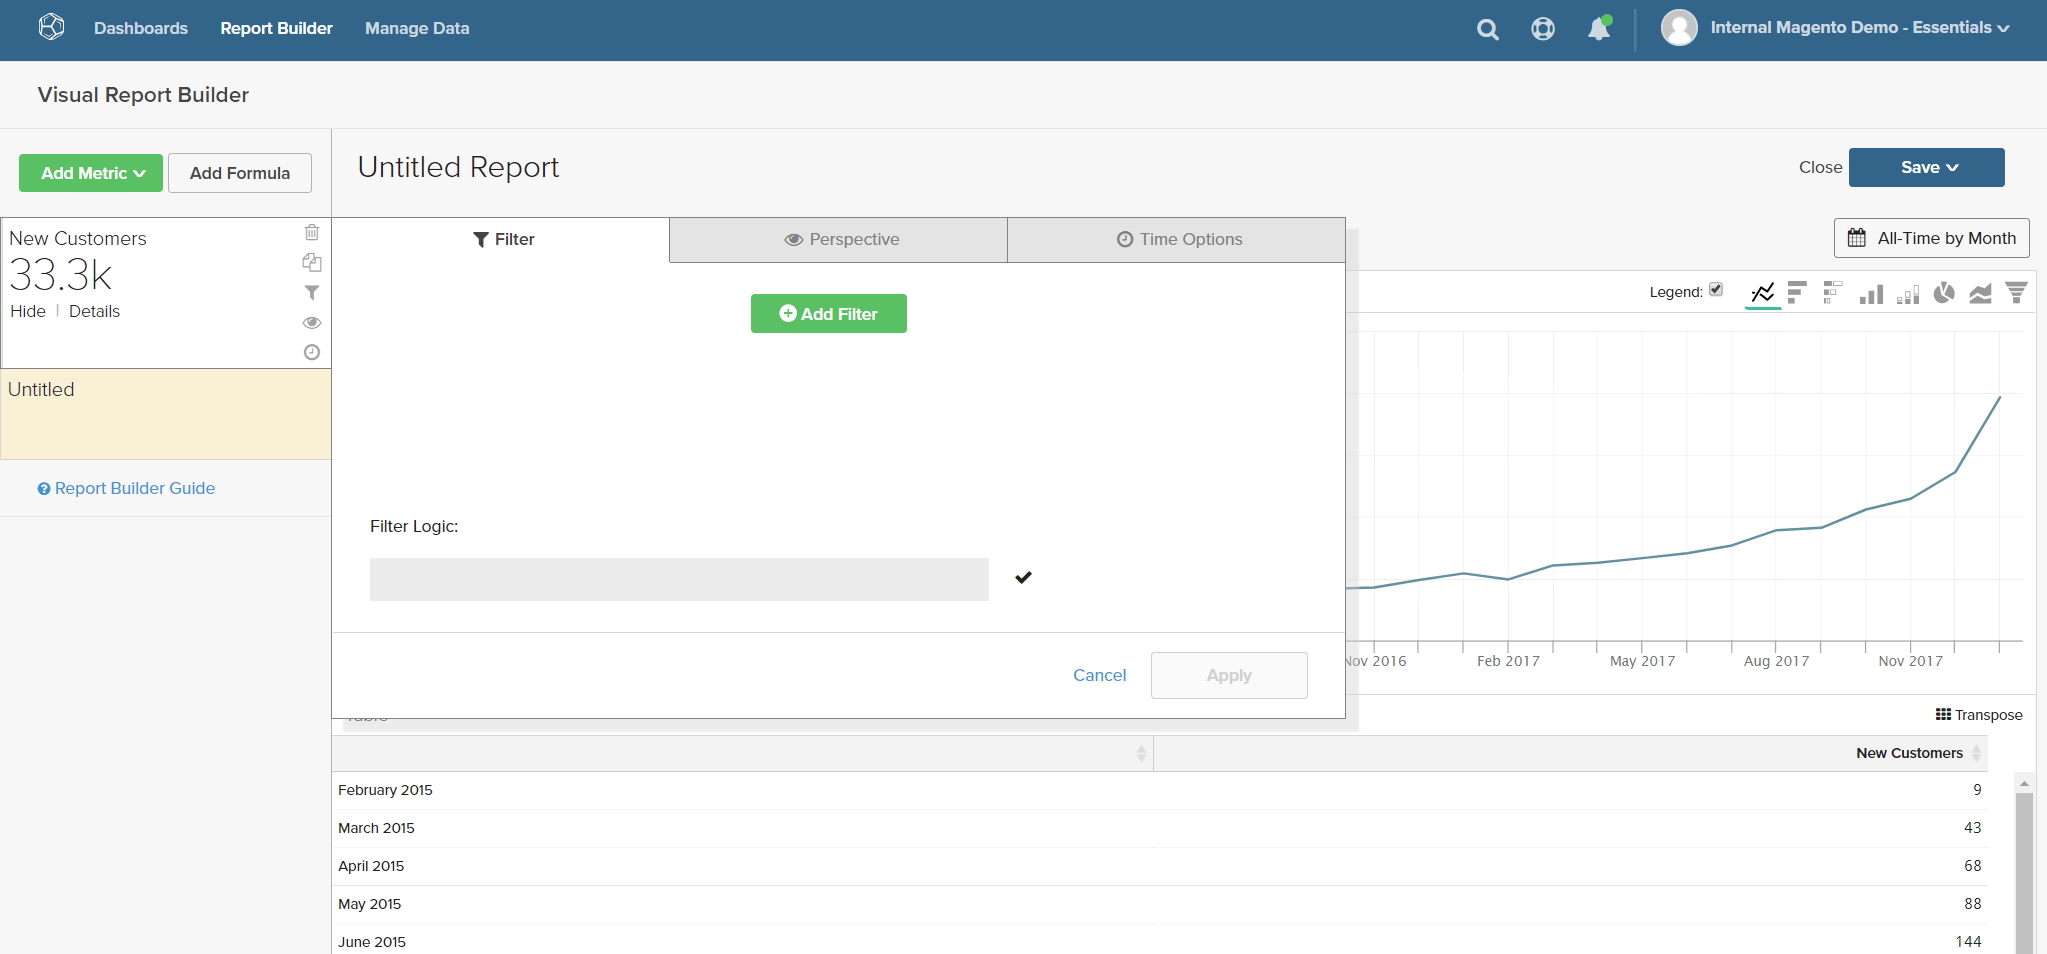 Dashboards Report Builder Manage Data Internal Magento Demo - Essentials
Visual Report Builder
Add Metric Add Formula
Untitled Report
Close Save
New Customers
33.3k
Hide | Details
Filter Perspective Time Options
All-Time by Month
Legend:
Add Filter
Untitled
Report Builder Guide
Filter Logic:
Cancel Apply
Nov 2016 Feb 2017 May 2017 Aug 2017 Nov 2017
Table
Transpose
New Customers
February 2015 9
March 2015 43
April 2015 68
May 2015 88
June 2015 144